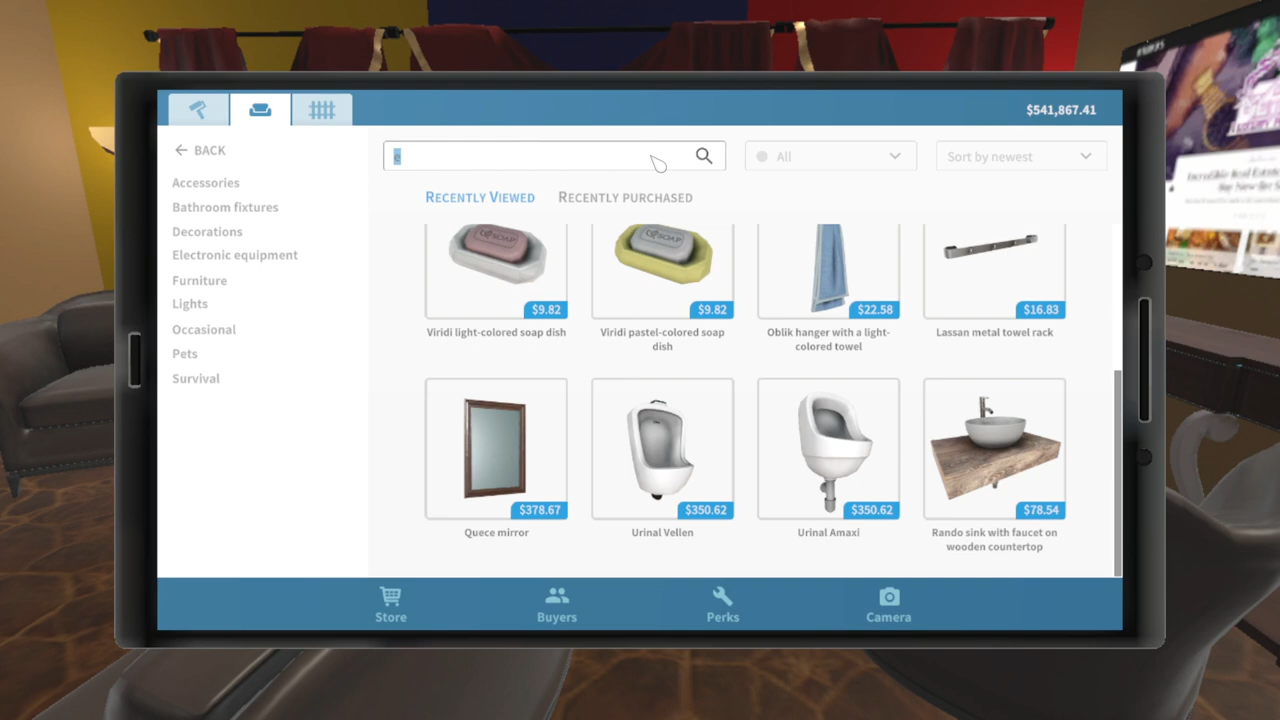 $541,867.41
BACK
Accessories
Bathroom fixtures
Decorations
Electronic equipment
Furniture
Lights
Occasional
Pets
Survival
e
All
Sort by newest
RECENTLY VIEWED
RECENTLY PURCHASED
SOAP
SOAP
$9.82
$9.82
$22.58
$16.83
Viridi light-colored soap dish
Viridi pastel-colored soap
dish
Oblik hanger with a light-
colored towel
Lassan metal towel rack
$378.67
$350.62
$350.62
$78.54
Quece mirror
Urinal Vellen
Urinal Amaxi
Rando sink with faucet on
wooden countertop
Store
Buyers
Perks
Camera